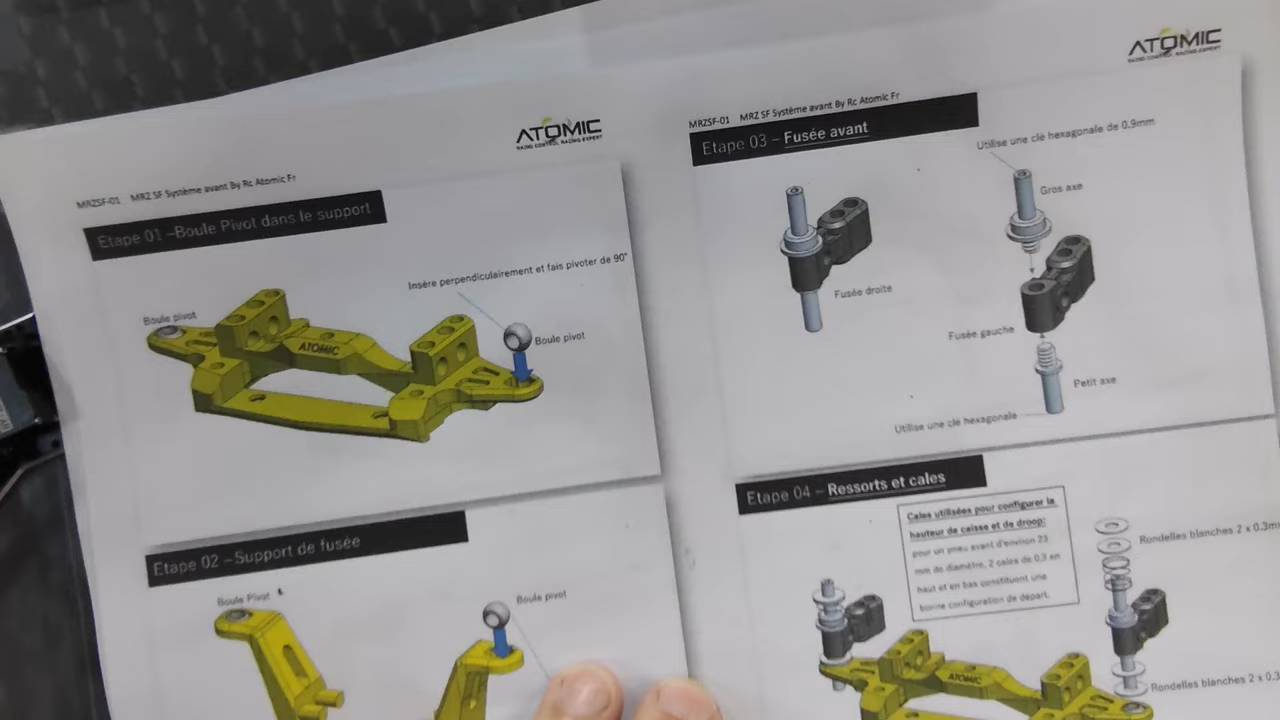 ATOMIC
RADIO CONTROL RACING EXPERT
MRZSF-01 MRZ SF Système avant By Rc Atomic Fr
Etape 01 –Boule Pivot dans le support
Insère perpendiculairement et fais pivoter de 90°
Boule pivot
Boule pivot
ATOMIC
Etape 02 –Support de fusée
Boule Pivot
Boule pivot
ATOMIC
RADIO CONTROL RACING EXPERT
MRZSF-01 MRZ SF Système avant By Rc Atomic Fr
Etape 03 – Fusée avant
Utilise une clé hexagonale de 0.9mm
Gros axe
Fusée droite
Fusée gauche
Petit axe
Utilise une clé hexagonale
Etape 04 – Ressorts et cales
Cales utilisées pour configurer la
hauteur de caisse et de droop:
pour un pneu avant d'environ 23
mm de diamètre, 2 cales de 0,3 en
haut et en bas constituent une
bonne configuration de départ.
Rondelles blanches 2 x 0.3m
ATOMIC
Rondelles blanches 2 x 0.3